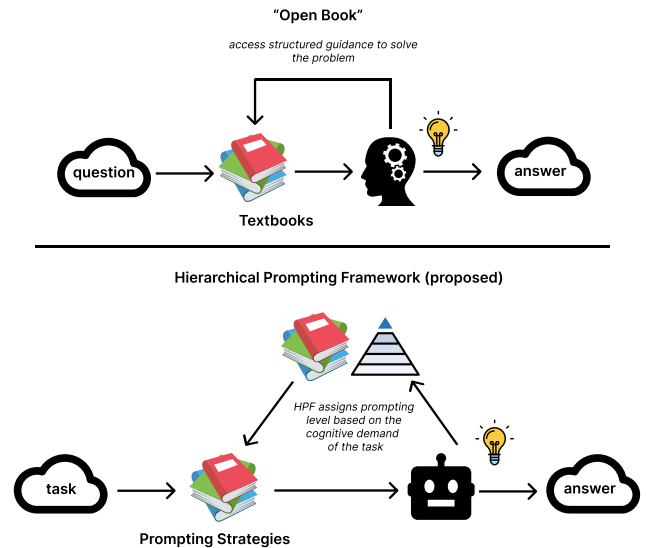 “Open Book”
access structured guidance to solve
the problem
question
answer
Textbooks
Hierarchical Prompting Framework (proposed)
HPF assigns prompting
level based on the
cognitive demand
of the task
task
answer
Prompting Strategies